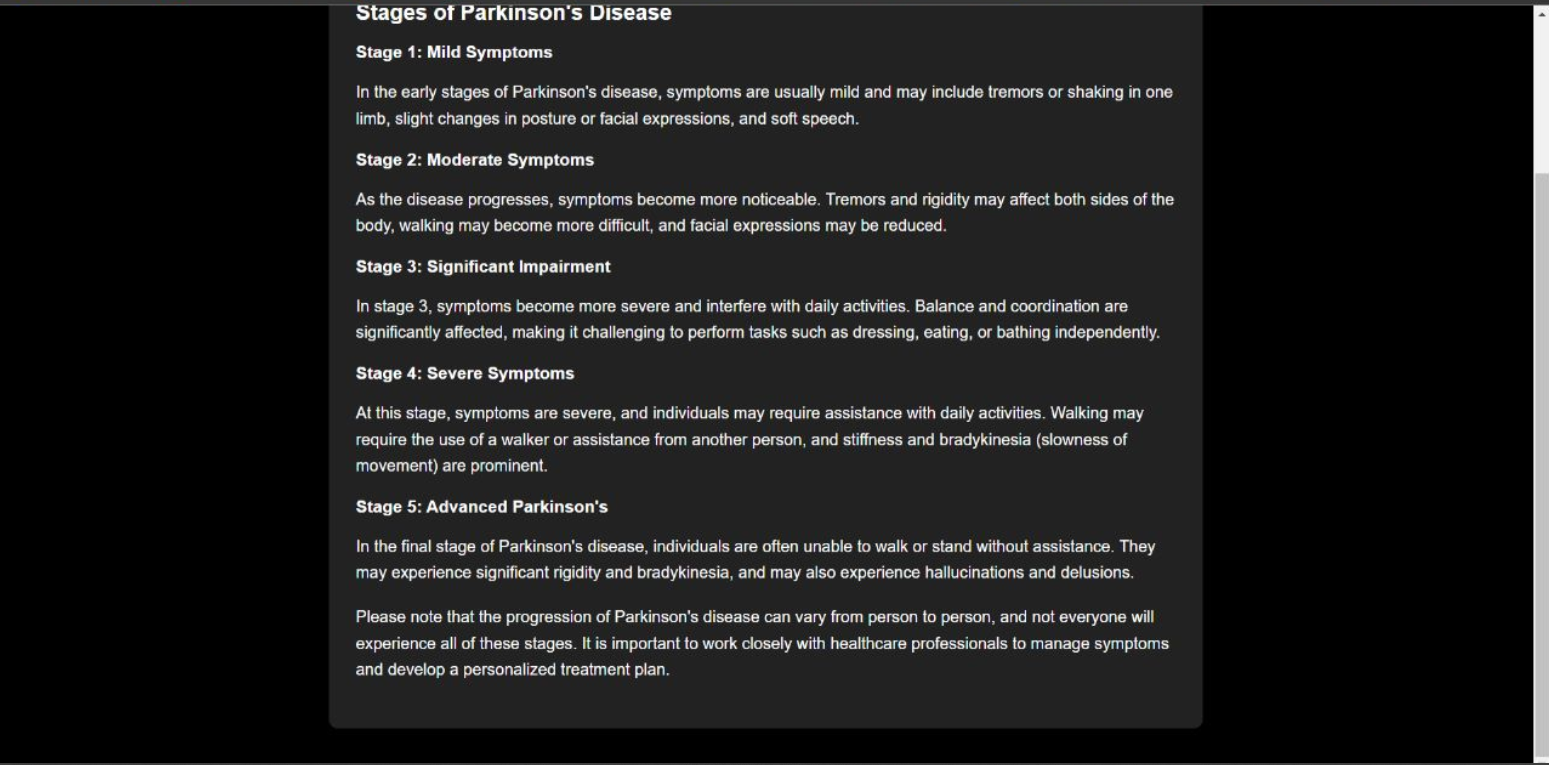 Stages of Parkinson's Disease
Stage 1: Mild Symptoms
In the early stages of Parkinson's disease, symptoms are usually mild and may include tremors or shaking in one
limb, slight changes in posture or facial expressions, and soft speech.
Stage 2: Moderate Symptoms
As the disease progresses, symptoms become more noticeable. Tremors and rigidity may affect both sides of the
body, walking may become more difficult, and facial expressions may be reduced.
Stage 3: Significant Impairment
In stage 3, symptoms become more severe and interfere with daily activities. Balance and coordination are
significantly affected, making it challenging to perform tasks such as dressing, eating, or bathing independently.
Stage 4: Severe Symptoms
At this stage, symptoms are severe, and individuals may require assistance with daily activities. Walking may
require the use of a walker or assistance from another person, and stiffness and bradykinesia (slowness of
movement) are prominent.
Stage 5: Advanced Parkinson's
In the final stage of Parkinson's disease, individuals are often unable to walk or stand without assistance. They
may experience significant rigidity and bradykinesia, and may also experience hallucinations and delusions.
Please note that the progression of Parkinson's disease can vary from person to person, and not everyone will
experience all of these stages. It is important to work closely with healthcare professionals to manage symptoms
and develop a personalized treatment plan.